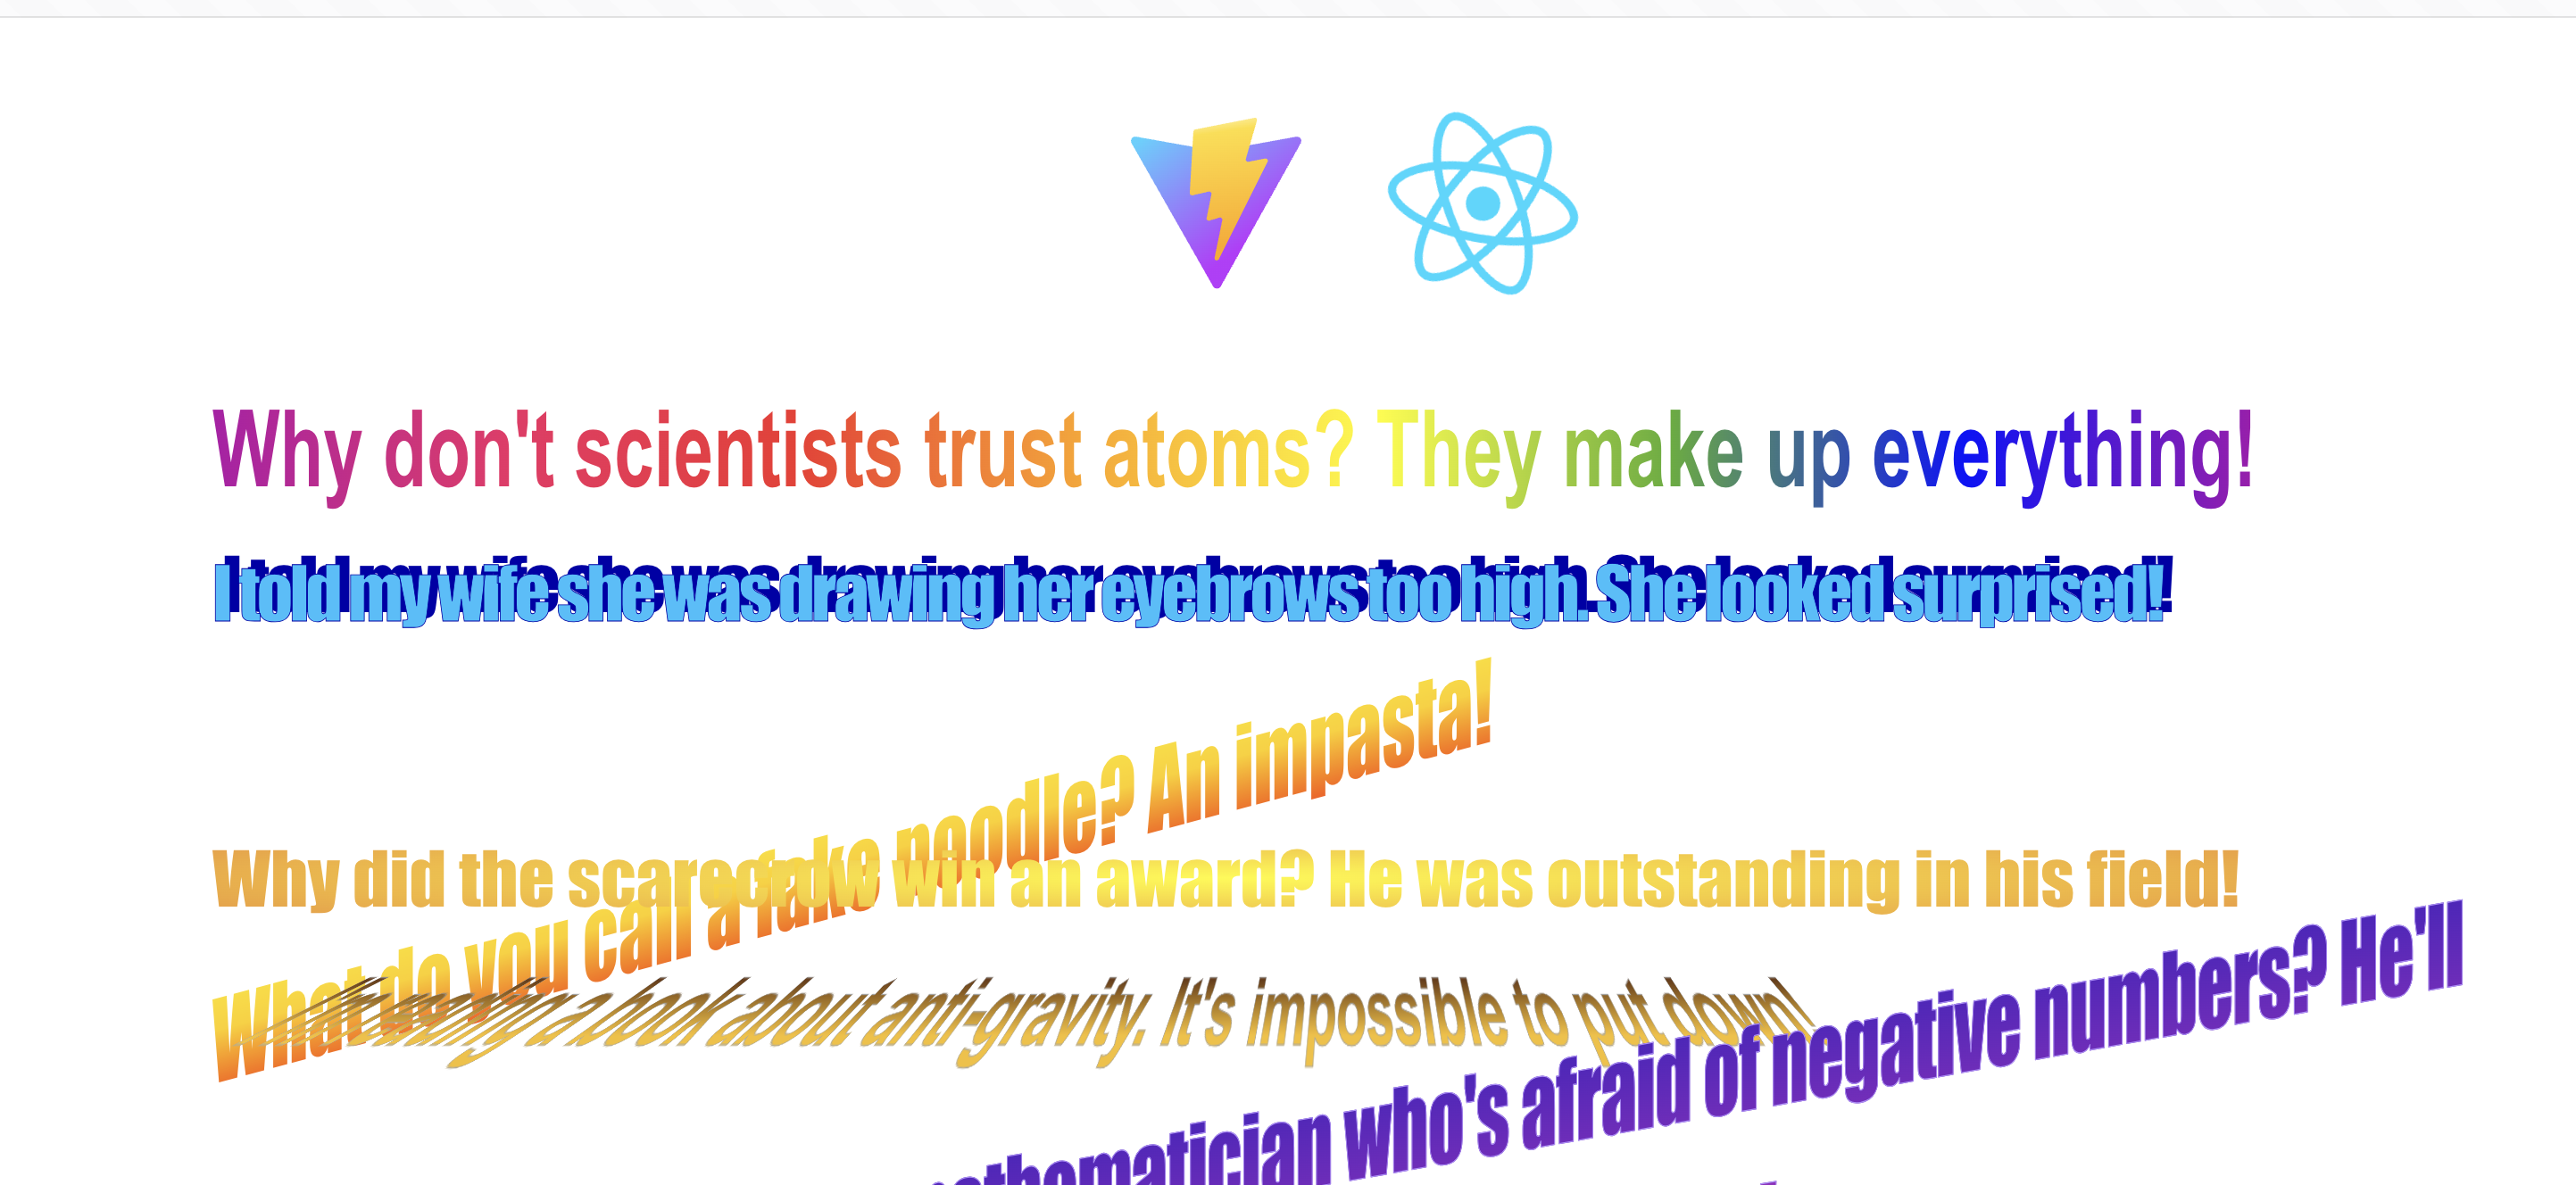 Why don't scientists trust atoms? They make up everything!
I told my wife she was drawing her eyebrows too high. She looked surprised!
What do you call a fake noodle? An impasta!
Why did the scarecrow win an award? He was outstanding in his field!
reading a book about anti-gravity. It's impossible to put down!
mathematician who's afraid of negative numbers? He'll